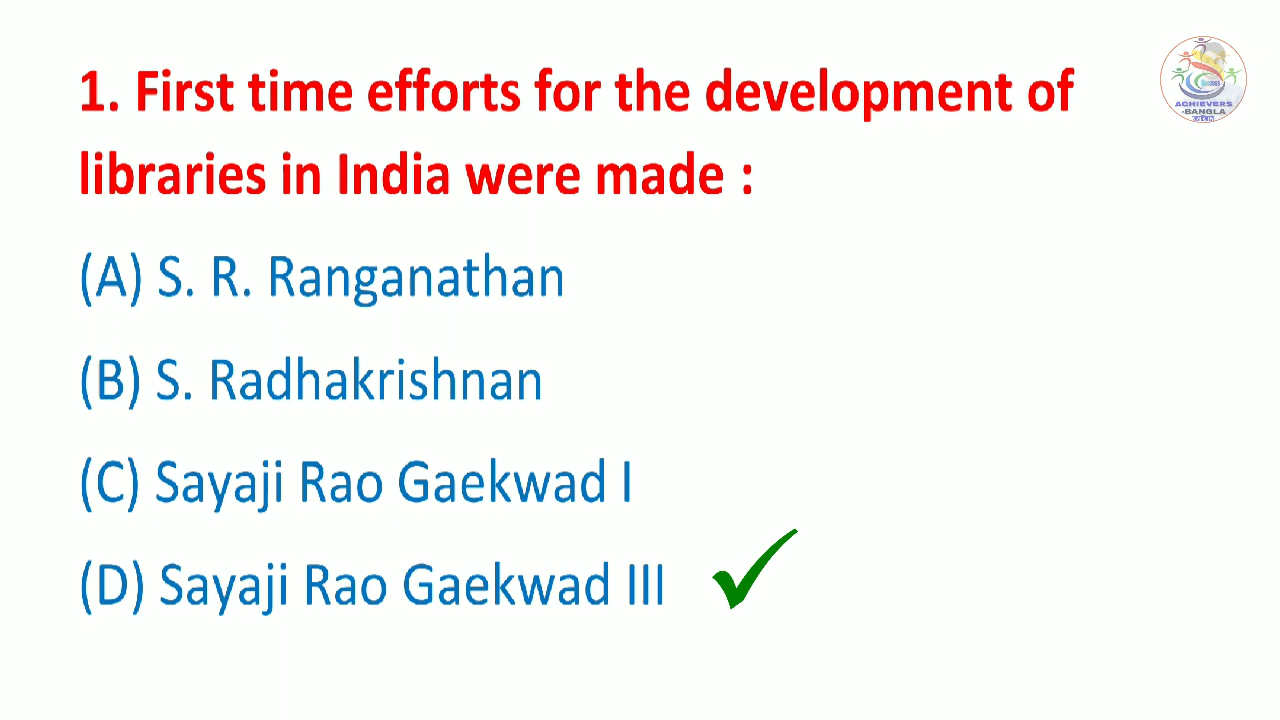 1. First time efforts for the development of
libraries in India were made :
(A) S. R. Ranganathan
(B) S. Radhakrishnan
(C) Sayaji Rao Gaekwad I
(D) Sayaji Rao Gaekwad III
ACHIEVERS
-BANGLA